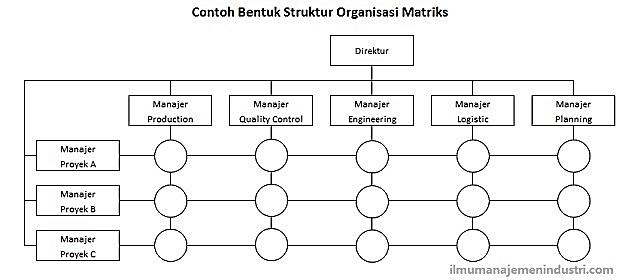 Contoh Bentuk Struktur Organisasi Matriks
Direktur
Manajer
Production
Manajer
Quality Control
Manajer
Engineering
Manajer
Logistic
Manajer
Planning
Manajer
Proyek A
Manajer
Proyek B
Manajer
Proyek C
ilmumanajemenindustri.com